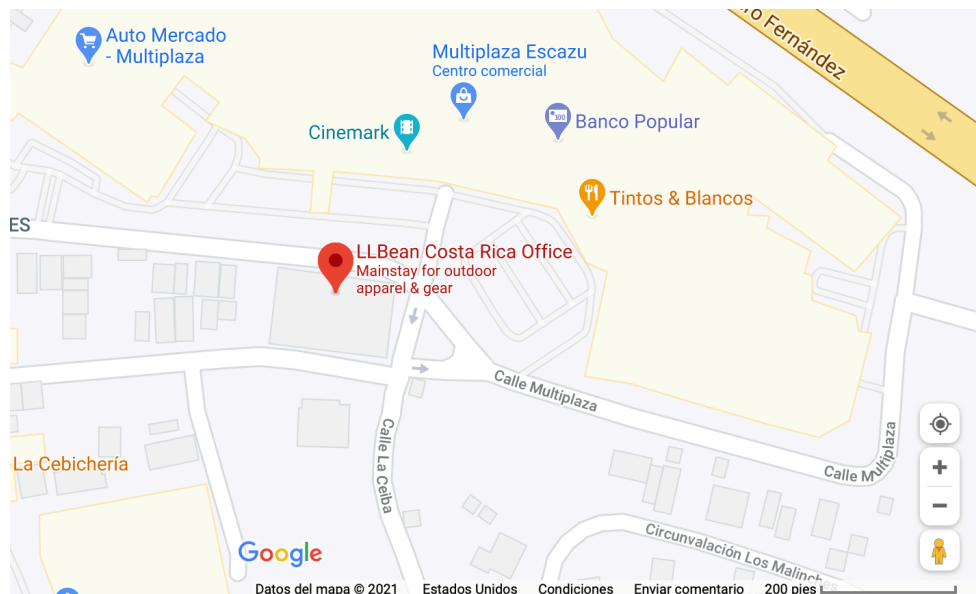 Auto Mercado
- Multiplaza
Multiplaza Escazu
Centro comercial
ro Fernández
Cinemark
100
Banco Popular
Tintos & Blancos
ES
LLBean Costa Rica Office
Mainstay for outdoor
apparel & gear
Calle Multiplaza
Calle La Ceiba
Calle Multiplaza
La Cebichería
Circunvalación Los Malinches
Google
Datos del mapa © 2021 Estados Unidos Condiciones Enviar comentario 200 pies